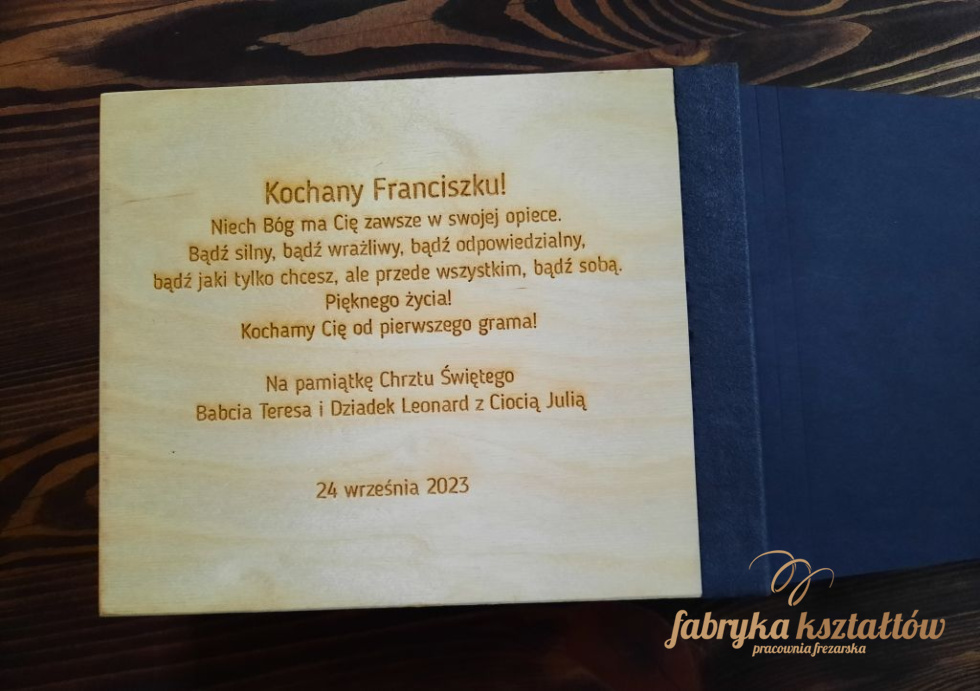 Kochany Franciszku!
Niech Bóg ma Cię zawsze w swojej opiece.
Bądź silny, bądź wrażliwy, bądź odpowiedzialny,
bądź jaki tylko chcesz, ale przede wszystkim, bądź sobą.
Pięknego życia!
Kochamy Cię od pierwszego grama!
Na pamiątkę Chrztu Świętego
Babcia Teresa i Dziadek Leonard z Ciocią Julią
24 września 2023
fabryka kształtów
pracownia frezarska